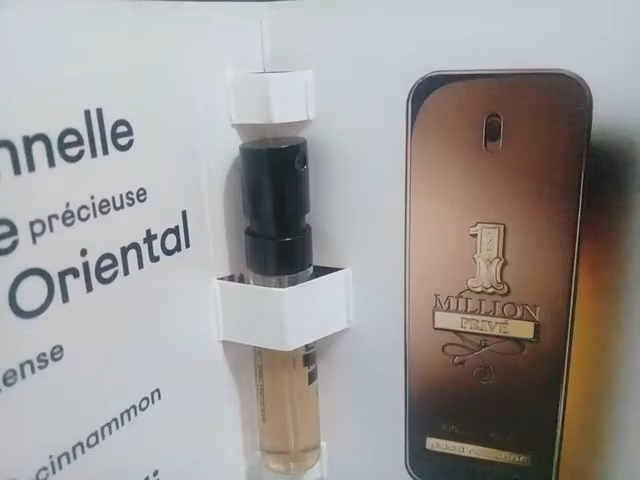 nnelle
e précieuse
Oriental
ense
cinnammon
1
MILLION
PRIVÉ